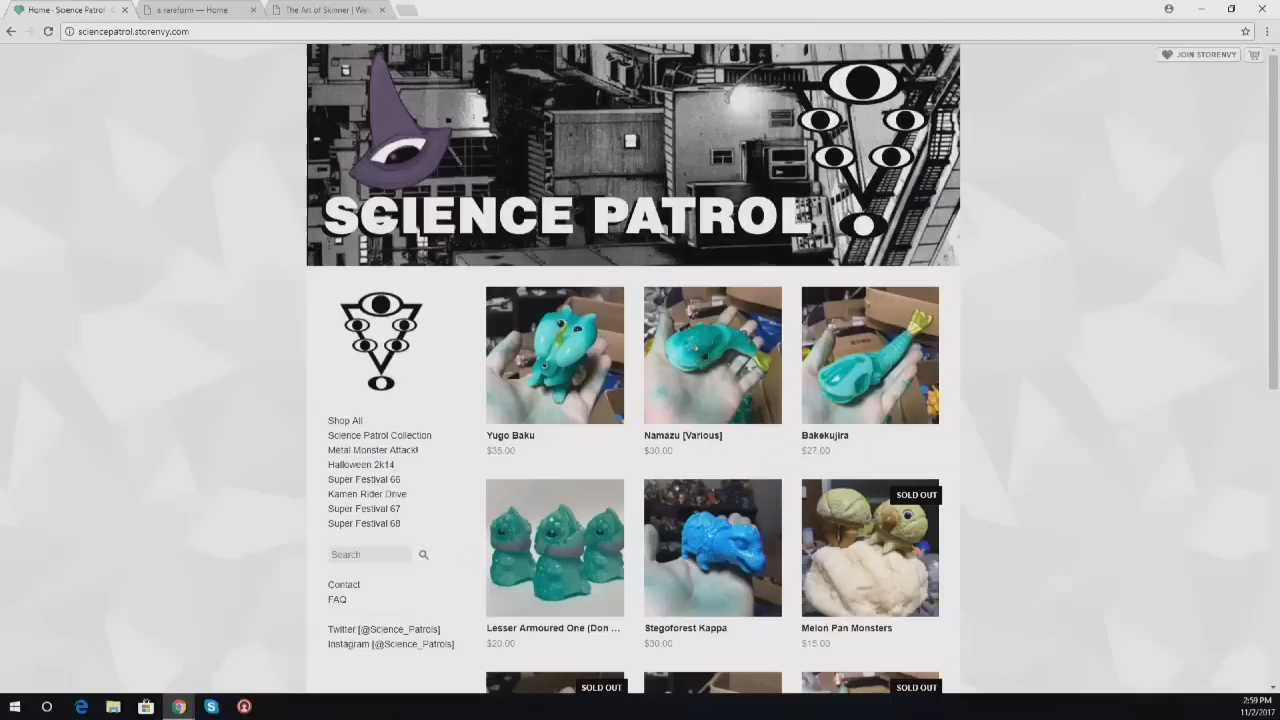 Home - Science Patrol
a.rareform — Home
The Art of Skinner | Wel
sciencepatrol.storenvy.com
JOIN STORENVY
SCIENCE PATROL
Shop All
Science Patrol Collection
Metal Monster Attack!
Halloween 2k14
Super Festival 66
Kamen Rider Drive
Super Festival 67
Super Festival 68
Search
Contact
FAQ
Twitter [@Science_Patrols]
Instagram [@Science_Patrols]
Yugo Baku
$35.00
Namazu [Various]
$30.00
Bakekujira
$27.00
Lesser Armoured One (Don ...
$20.00
Stegoforest Kappa
$30.00
SOLD OUT
Melon Pan Monsters
$15.00
SOLD OUT
SOLD OUT
2:59 PM
11/2/2017